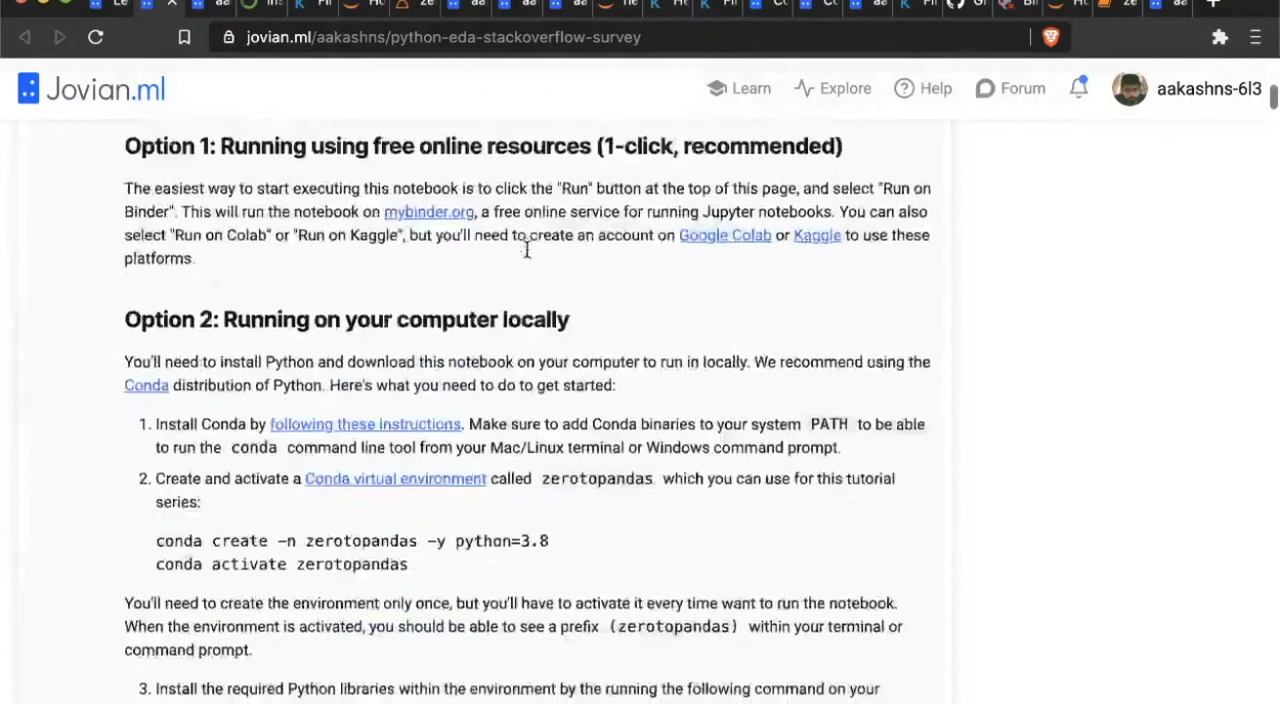 jovian.ml/aakashns/python-eda-stackoverflow-survey
Jovian.ml
Learn
Explore
Help
Forum
aakashns-6l3
Option 1: Running using free online resources (1-click, recommended)
The easiest way to start executing this notebook is to click the "Run" button at the top of this page, and select "Run on
Binder". This will run the notebook on mybinder.org, a free online service for running Jupyter notebooks. You can also
select "Run on Colab" or "Run on Kaggle", but you'll need to create an account on Google Colab or Kaggle to use these
platforms.
Option 2: Running on your computer locally
You'll need to install Python and download this notebook on your computer to run in locally. We recommend using the
Conda distribution of Python. Here's what you need to do to get started:
1. Install Conda by following these instructions. Make sure to add Conda binaries to your system PATH to be able
to run the conda command line tool from your Mac/Linux terminal or Windows command prompt.
2. Create and activate a Conda virtual environment called zerotopandas which you can use for this tutorial
series:
conda create -n zerotopandas -y python=3.8
conda activate zerotopandas
You'll need to create the environment only once, but you'll have to activate it every time want to run the notebook.
When the environment is activated, you should be able to see a prefix (zerotopandas) within your terminal or
command prompt.
3. Install the required Python libraries within the environment by the running the following command on your